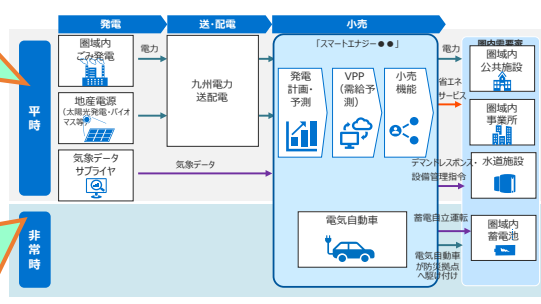 発電
送・配電
小売
平時
圏域内
ごみ発電
電力
地産電源
(太陽光発電・バイオ
マス等)
気象データ
サプライヤ
九州電力
送配電
気象データ
「スマートエナジー●●」
発電
計画・
予測
VPP
(需給予
測)
小売
機能
電力
省エネ
サービス
デマンドレスポンス・
設備管理指令
圏内需要家
圏域内
公共施設
圏域内
事業所
水道施設
非常時
電気自動車
蓄電自立運転
電気自動車
が防災拠点
へ駆け付け
圏域内
蓄電池